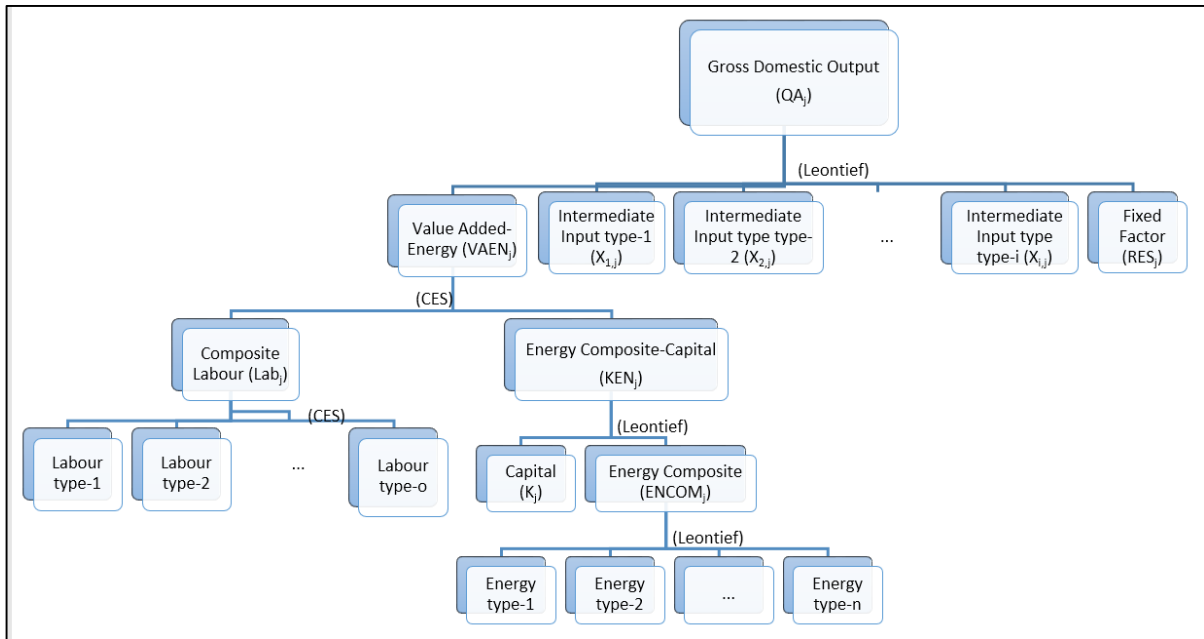 Gross Domestic Output
(QAj)
(Leontief)
Value Added-
Energy (VAENj)
Intermediate
Input type-1
(X1,j)
Intermediate
Input type type-
2 (X2,j)
...
Intermediate
Input type
type-i (Xi,j)
Fixed
Factor
(RESj)
(CES)
Composite
Labour (Labj)
Energy Composite-Capital
(KENj)
(CES)
(Leontief)
Labour
type-1
Labour
type-2
...
Labour
type-o
Capital
(Kj)
Energy Composite
(ENCOMj)
(Leontief)
Energy
type-1
Energy
type-2
...
Energy
type-n